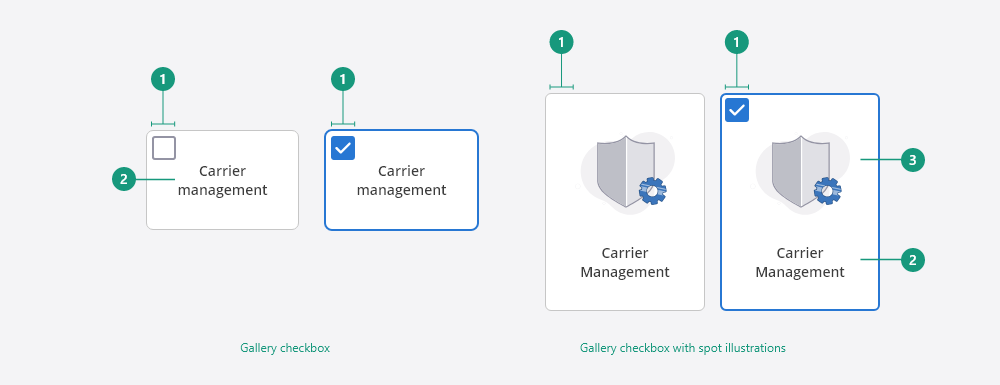 1
1
2
Carrier
management
Carrier
management
Gallery checkbox
1
1
3
2
Carrier
Management
Carrier
Management
Gallery checkbox with spot illustrations